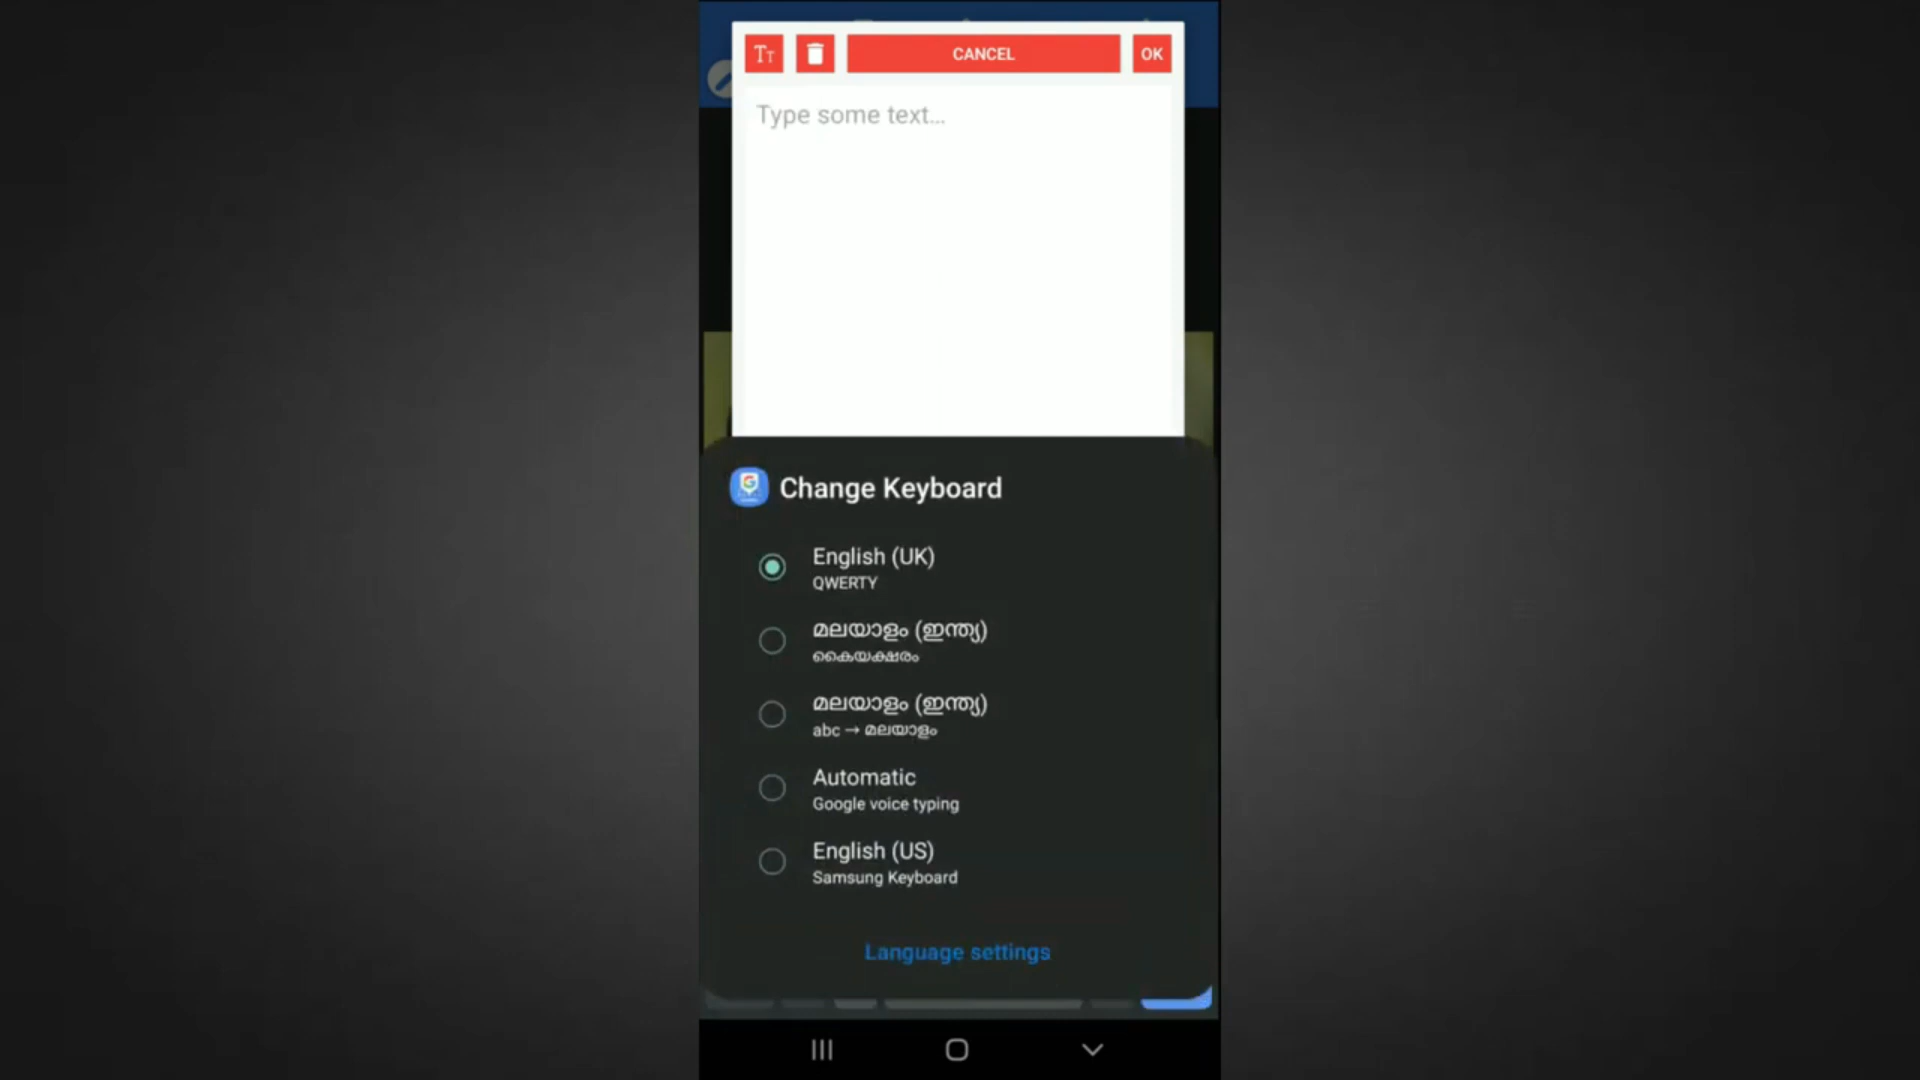 Tт
CANCEL
OK
Type some text...
Change Keyboard
English (UK)
QWERTY
മലയാളം (ഇന്ത്യ)
കൈയക്ഷരം
മലയാളം (ഇന്ത്യ)
abc → മലയാളം
Automatic
Google voice typing
English (US)
Samsung Keyboard
Language settings